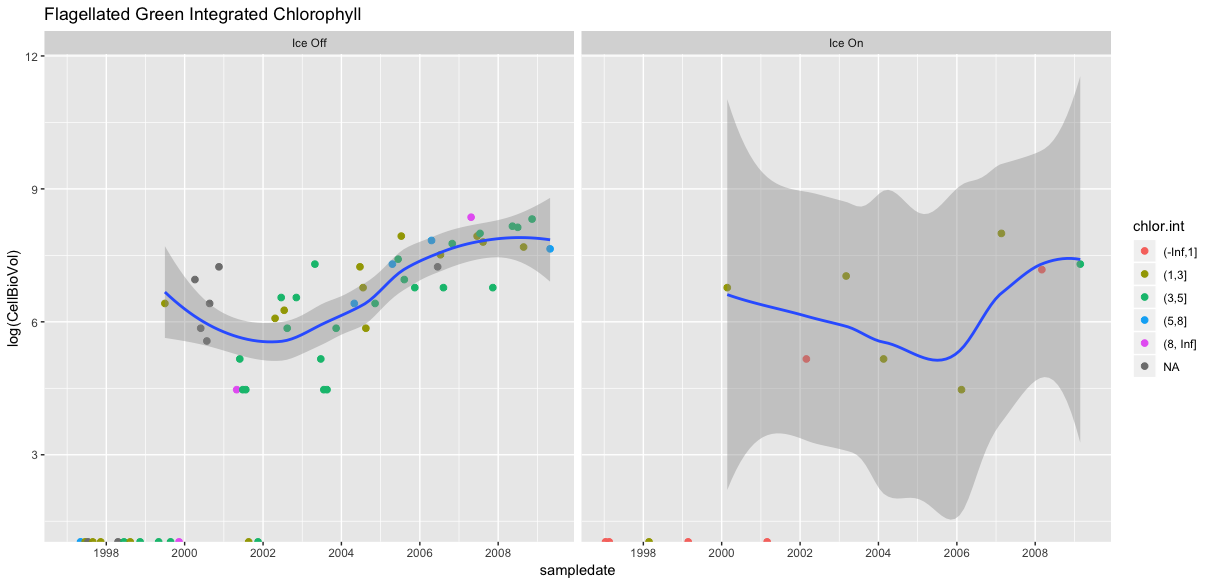 Flagellated Green Integrated Chlorophyll
Ice Off
Ice On
12
9
6
3
log(CellBioVol)
1998
2000
2002
2004
2006
2008
1998
2000
2002
2004
2006
2008
sampledate
chlor.int
(-Inf,1]
(1,3]
(3,5]
(5,8]
(8, Inf]
NA